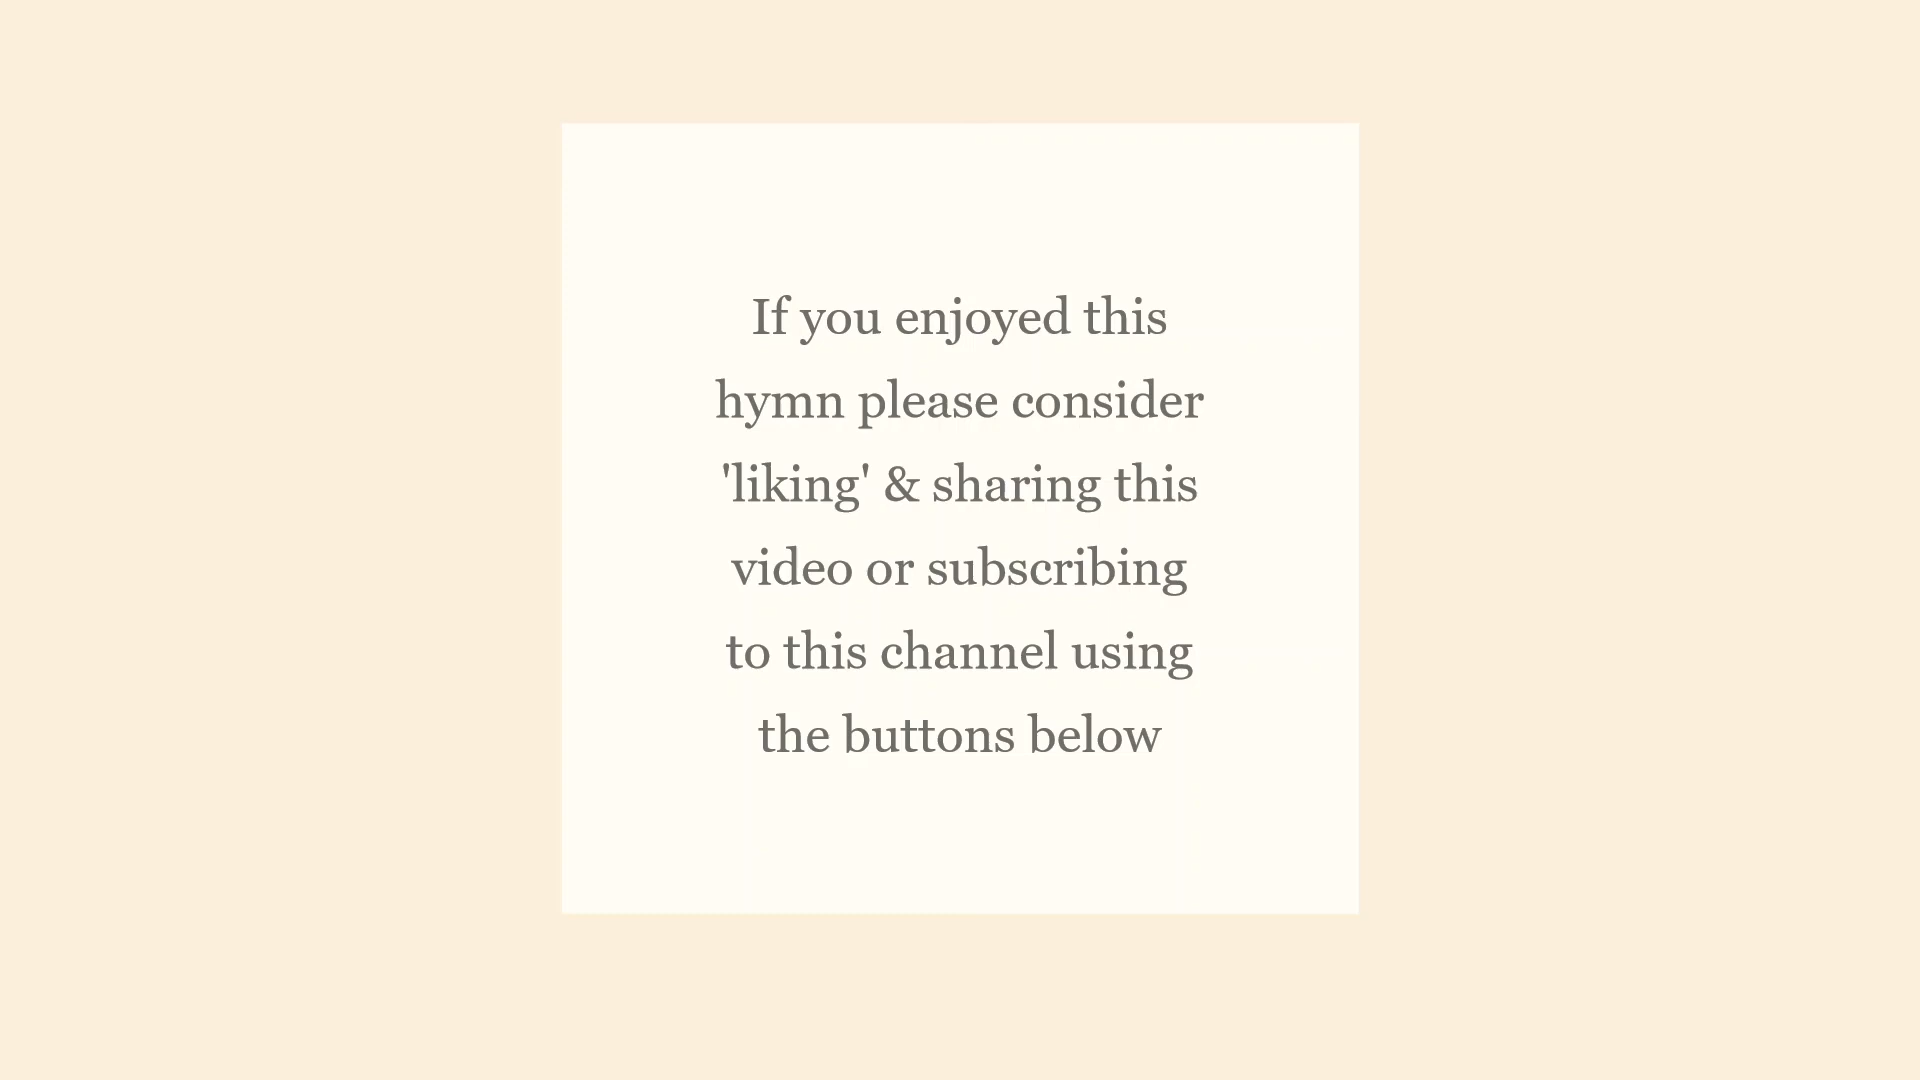 If you enjoyed this
hymn please consider
'liking' & sharing this
video or subscribing
to this channel using
the buttons below